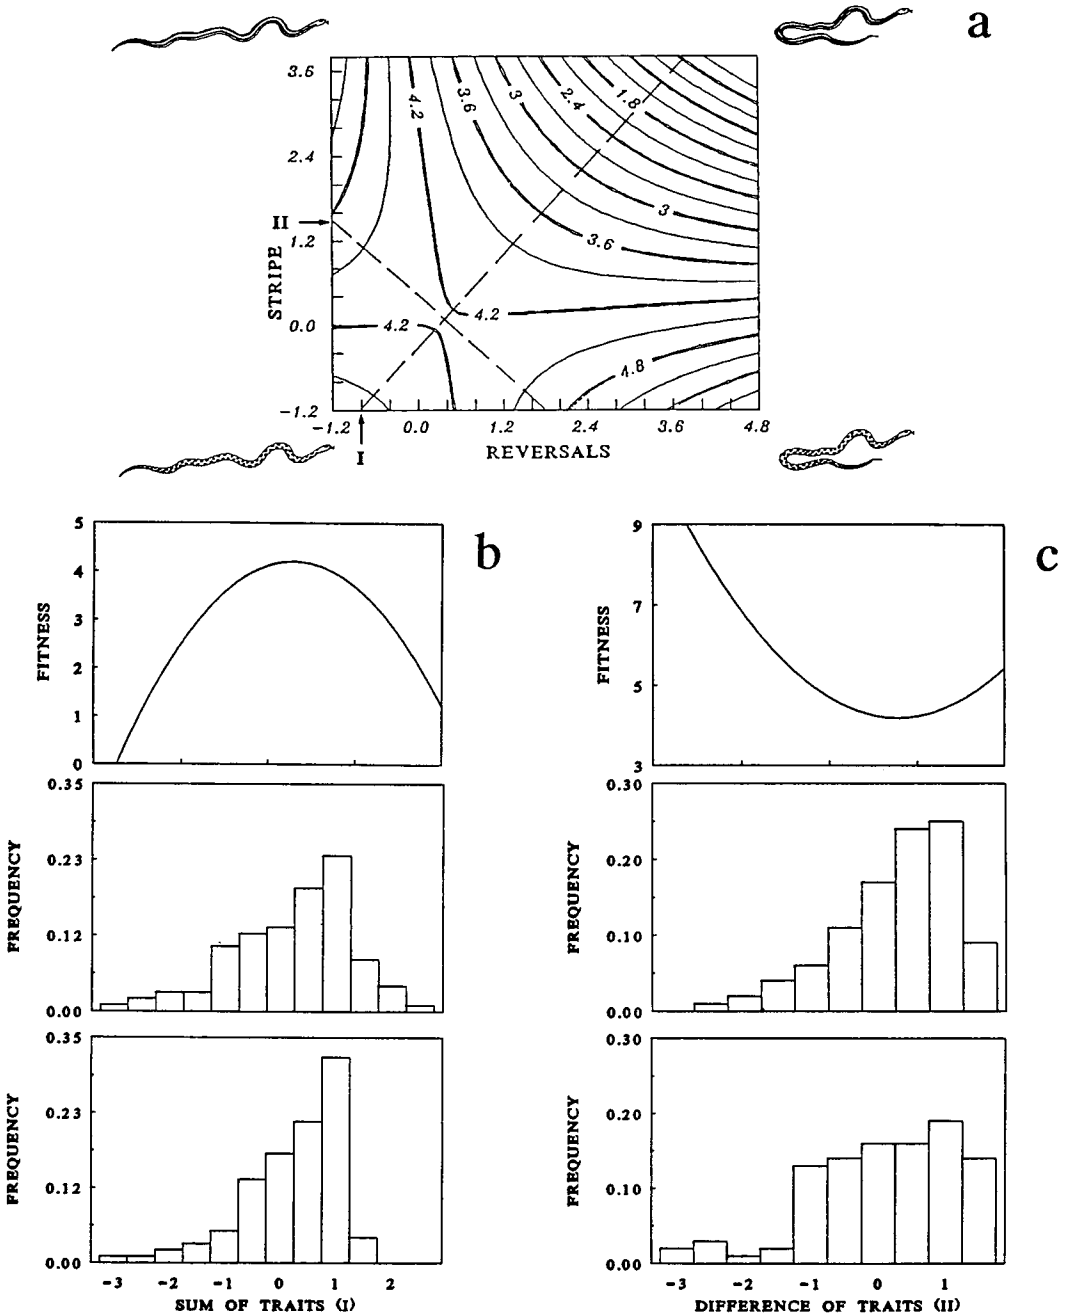 a
3.6
2.4
II
1.2
0.0
-1.2
STRIPE
4.2
3.6
3
2.4
1.8
3
3.6
4.2
4.2
4.8
-1.2 0.0 1.2 2.4 3.6 4.8
I
REVERSALS
b
5
4
3
2
1
0
FITNESS
c
9
7
5
3
FITNESS
0.35
0.23
0.12
0.00
FREQUENCY
0.30
0.20
0.10
0.00
FREQUENCY
0.35
0.23
0.12
0.00
FREQUENCY
-3 -2 -1 0 1 2
SUM OF TRAITS (I)
0.30
0.20
0.10
0.00
FREQUENCY
-3 -2 -1 0 1
DIFFERENCE OF TRAITS (II)